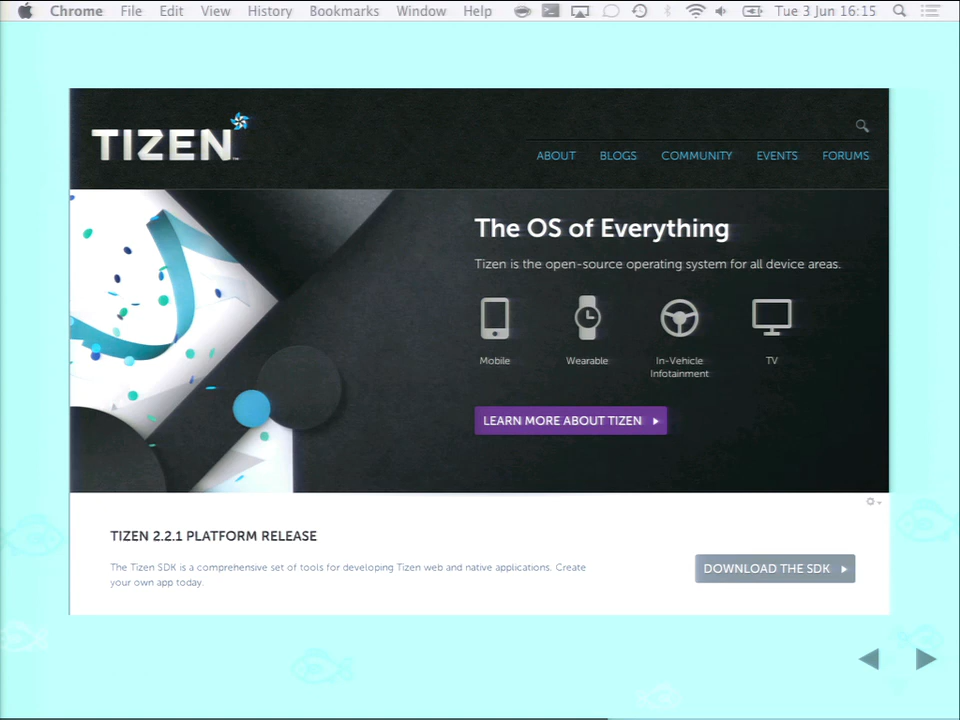 Chrome File Edit View History Bookmarks Window Help Tue 3 Jun 16:15
TIZEN™
ABOUT BLOGS COMMUNITY EVENTS FORUMS
The OS of Everything
Tizen is the open-source operating system for all device areas.
Mobile Wearable In-Vehicle Infotainment TV
LEARN MORE ABOUT TIZEN
TIZEN 2.2.1 PLATFORM RELEASE
The Tizen SDK is a comprehensive set of tools for developing Tizen web and native applications. Create
your own app today.
DOWNLOAD THE SDK